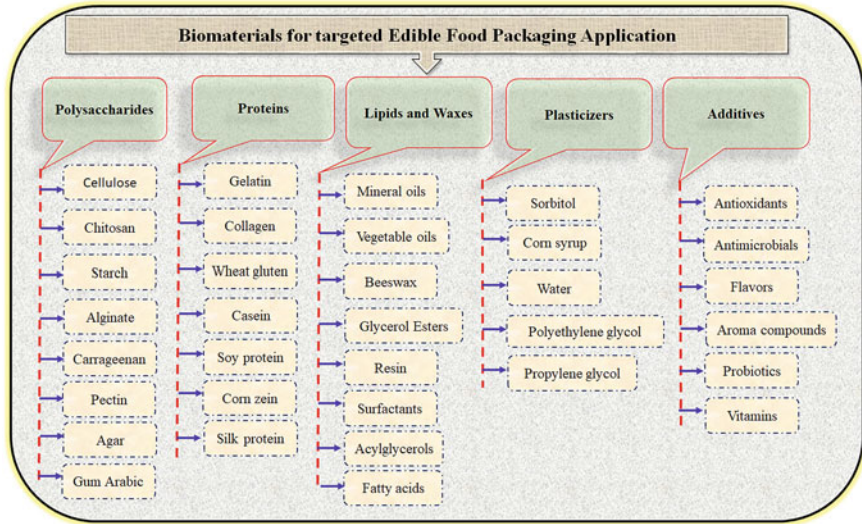 Biomaterials for targeted Edible Food Packaging Application
Polysaccharides
Cellulose
Chitosan
Starch
Alginate
Carrageenan
Pectin
Agar
Gum Arabic
Proteins
Gelatin
Collagen
Wheat gluten
Casein
Soy protein
Corn zein
Silk protein
Lipids and Waxes
Mineral oils
Vegetable oils
Beeswax
Glycerol Esters
Resin
Surfactants
Acylglycerols
Fatty acids
Plasticizers
Sorbitol
Corn syrup
Water
Polyethylene glycol
Propylene glycol
Additives
Antioxidants
Antimicrobials
Flavors
Aroma compounds
Probiotics
Vitamins